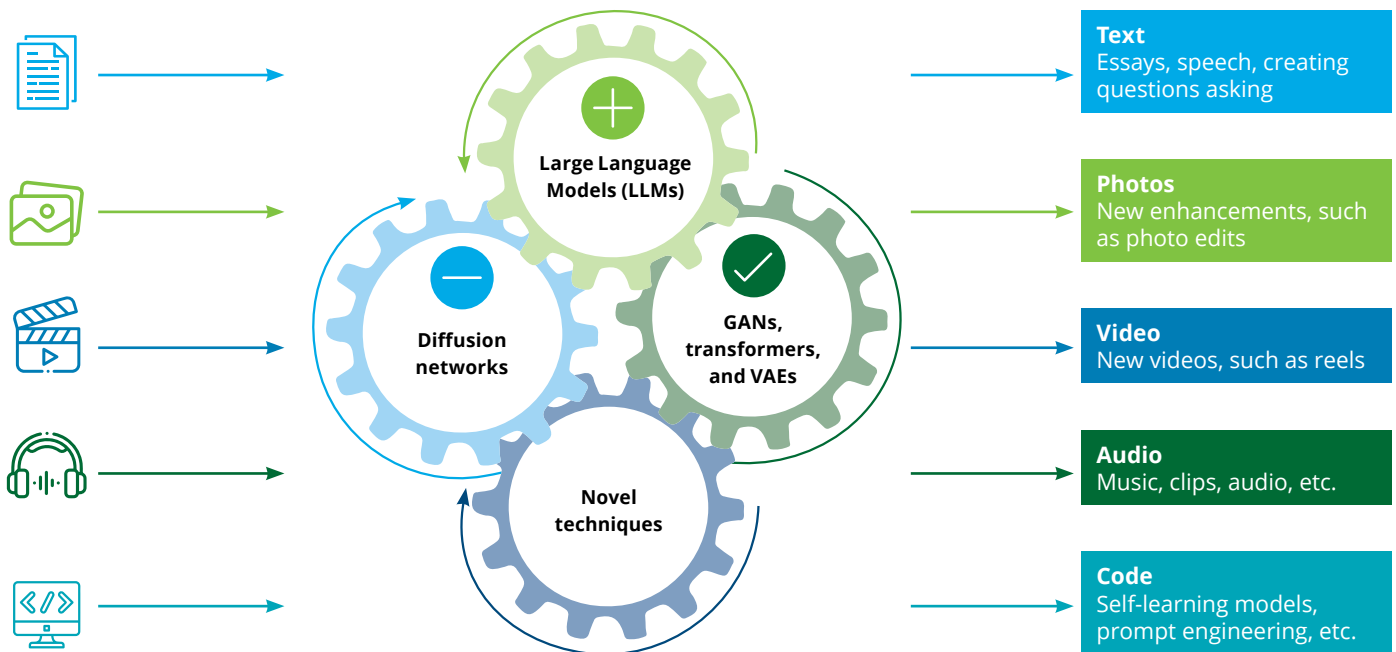 Large Language
Models (LLMs)
Diffusion
networks
GANs,
transformers,
and VAEs
Novel
techniques
Text
Essays, speech, creating
questions asking
Photos
New enhancements, such
as photo edits
Video
New videos, such as reels
Audio
Music, clips, audio, etc.
Code
Self-learning models,
prompt engineering, etc.